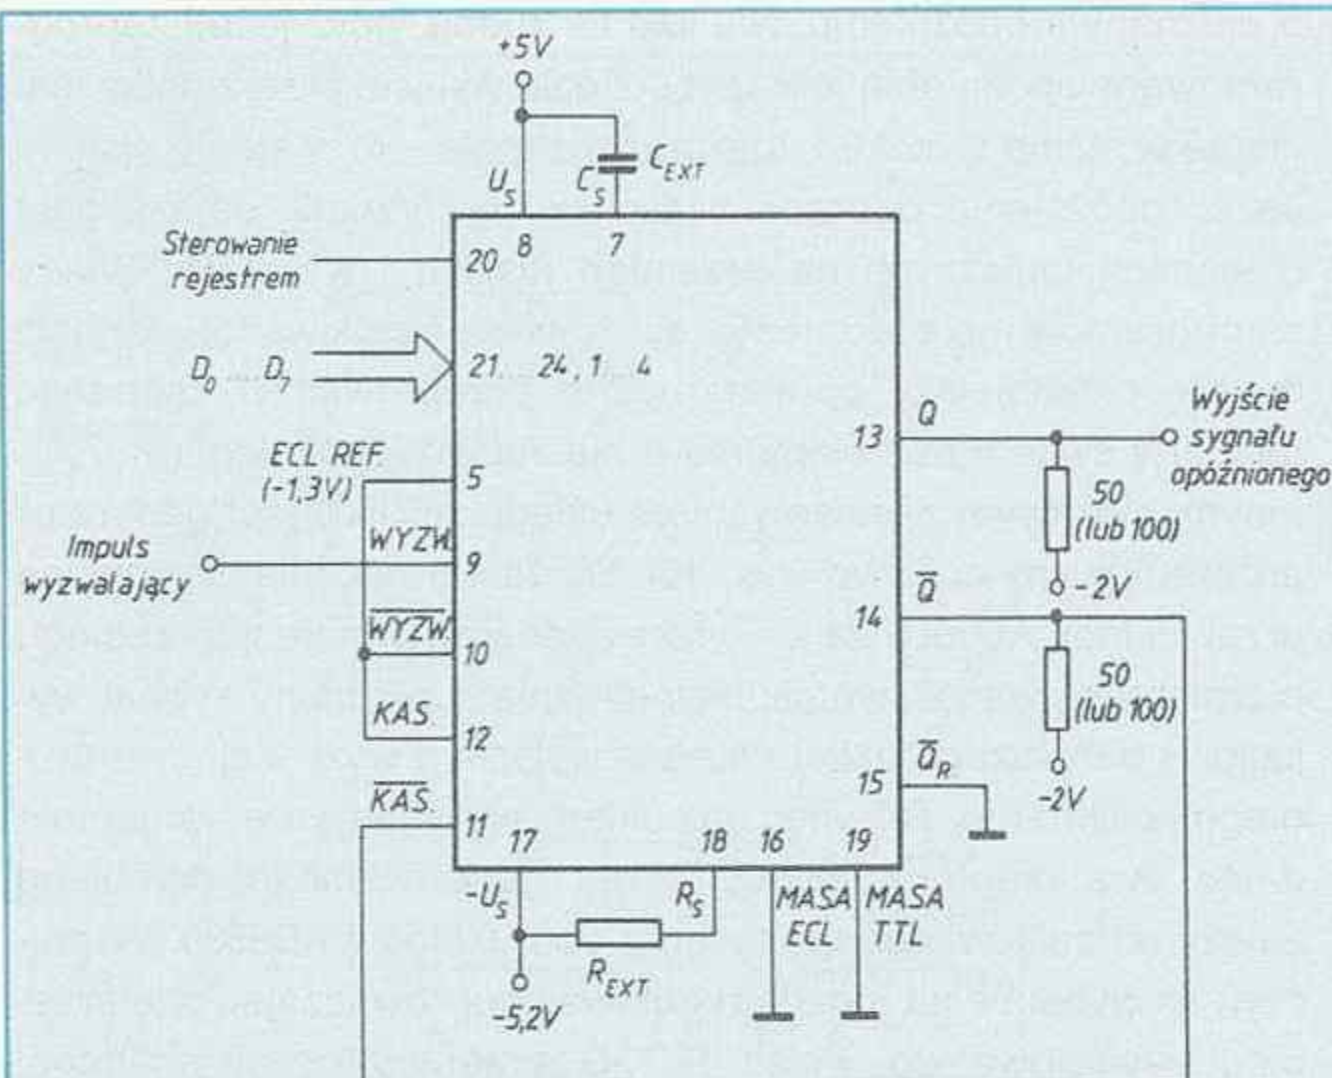 +5V
U_S
C_S
C_EXT
8
7
Sterowanie
rejestrem
20
D_0 ... D_7
21... 24, 1... 4
ECL REF.
(-1,3V)
5
Impuls
wyzwalający
WYZW.
9
WYZW.
10
KAS.
12
KAS.
11
13
Q
Wyjście
sygnału
opóźnionego
50
(lub 100)
-2V
14
Q̅
50
(lub 100)
-2V
15
Q̅_R
17
18
16
19
-U_S
R_S
MASA
ECL
MASA
TTL
R_EXT
-5,2V